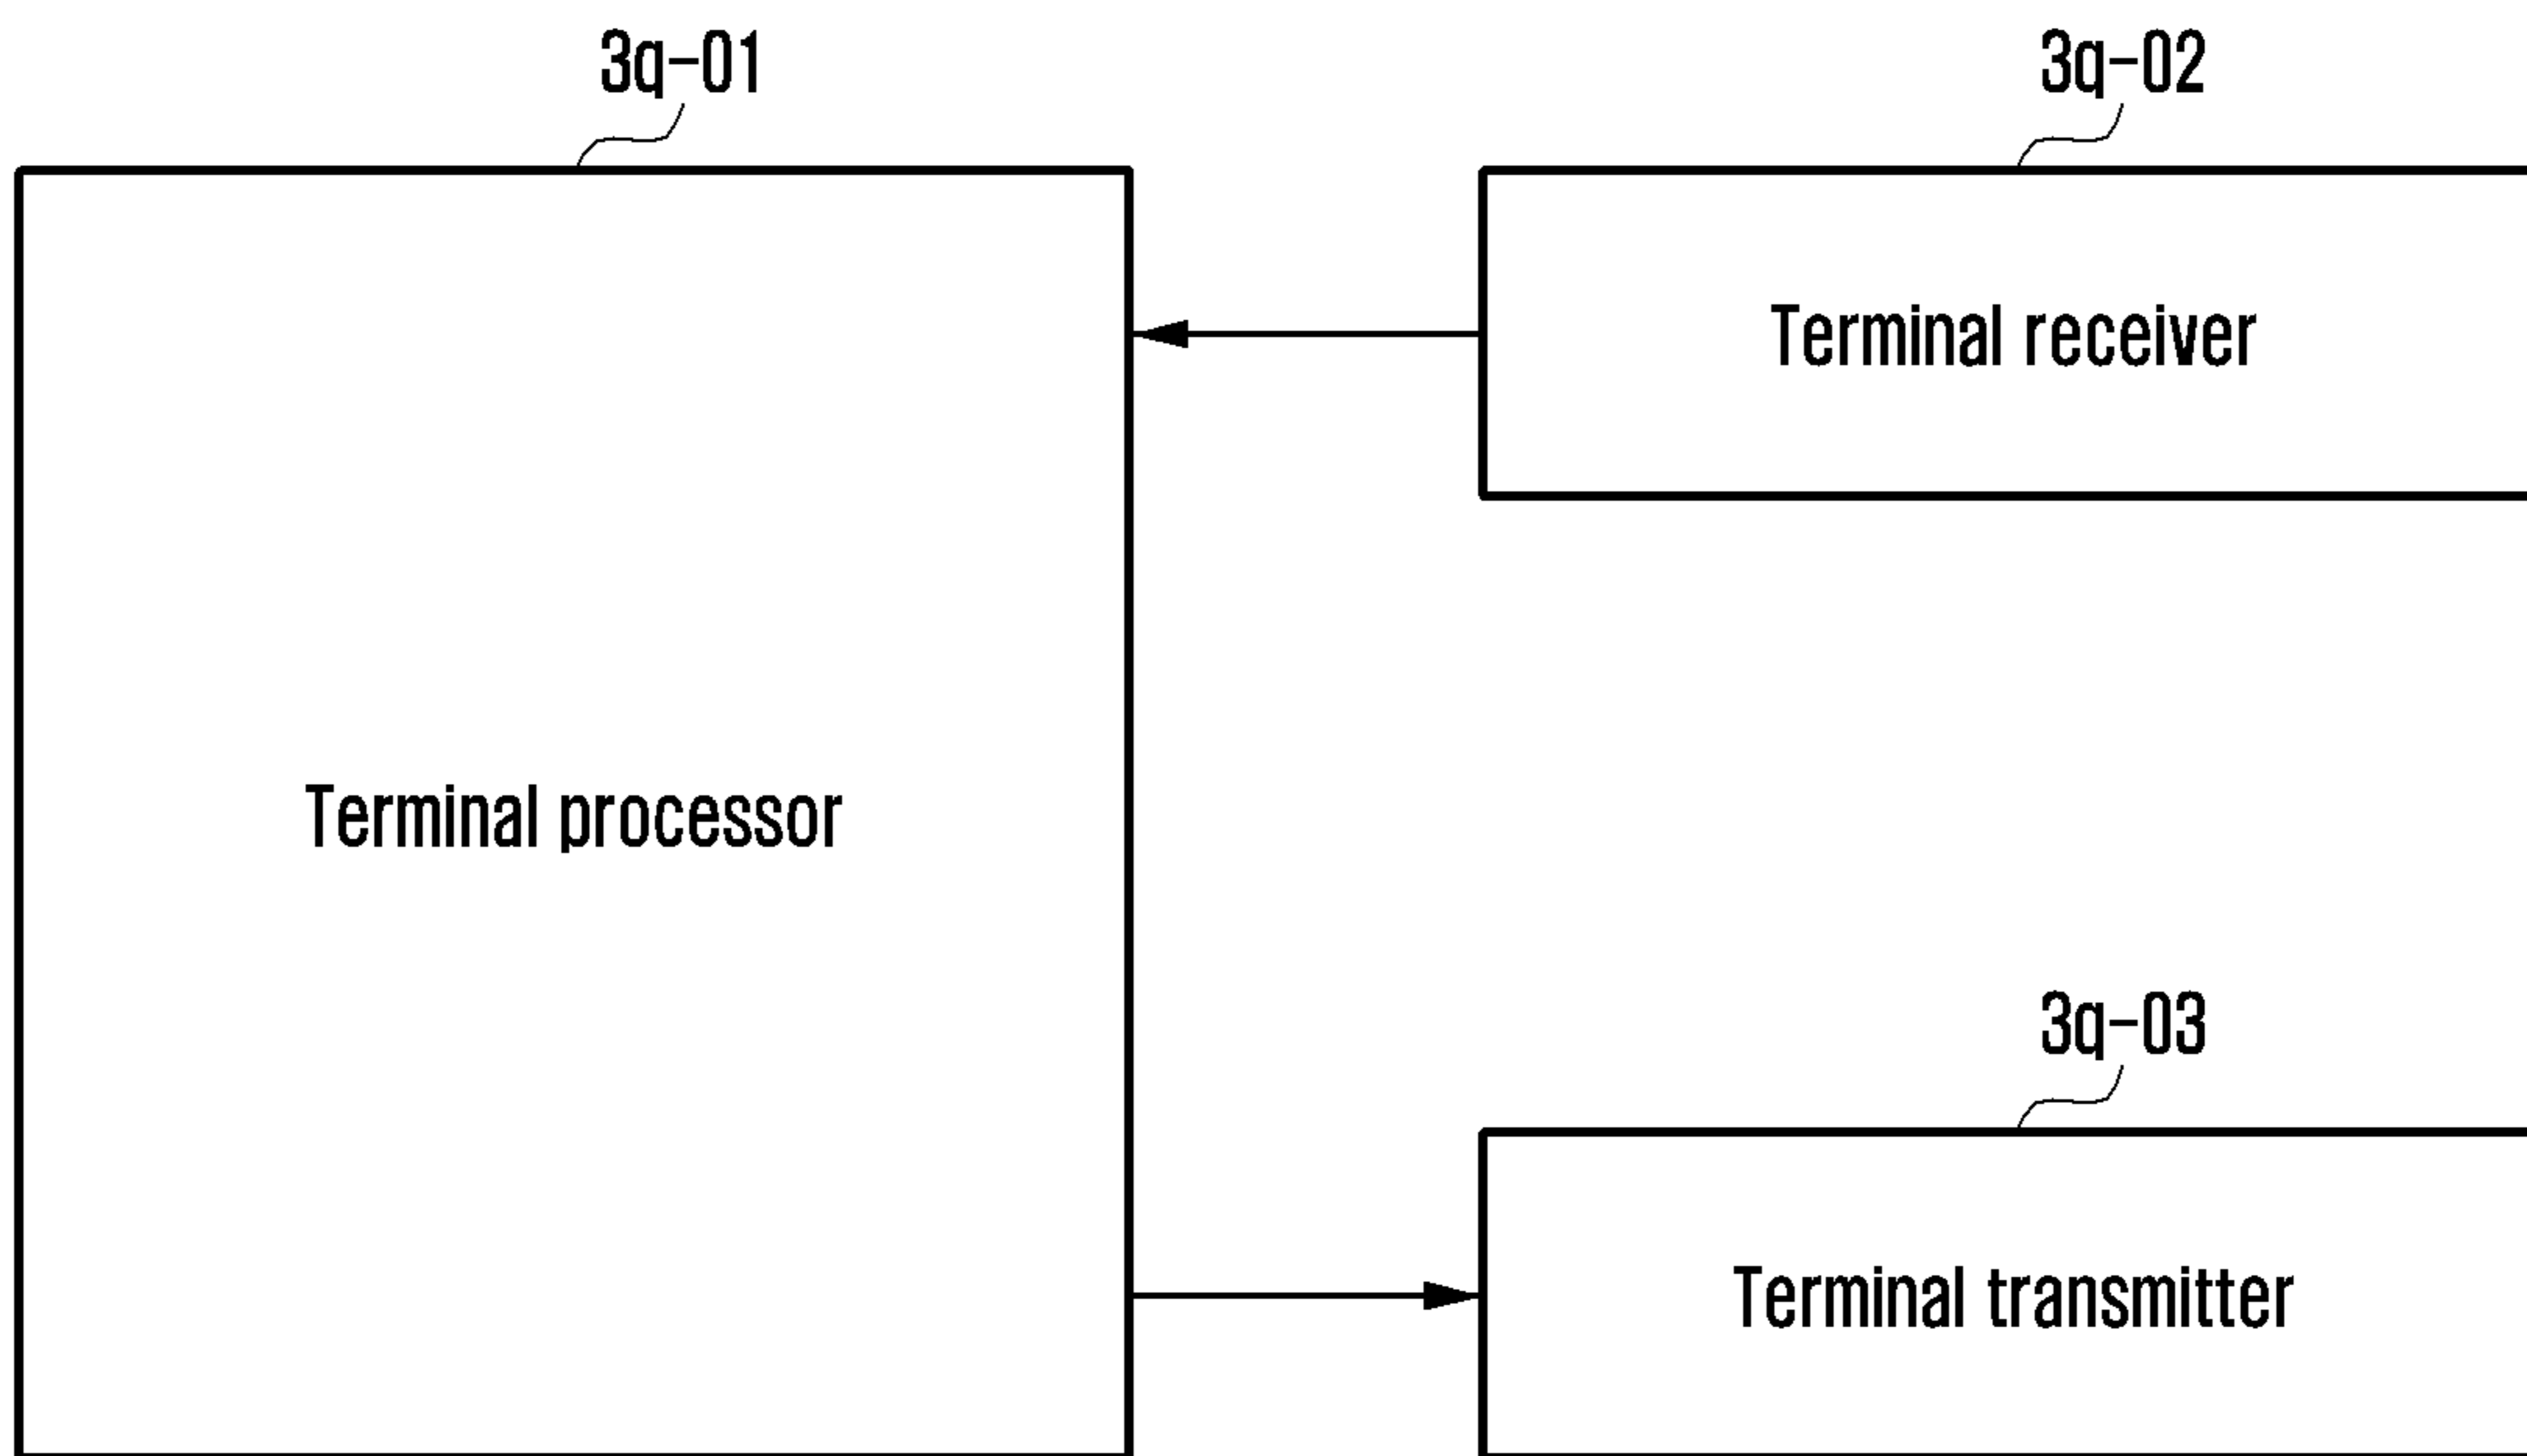 3q-01
3q-02
Terminal receiver
Terminal processor
3q-03
Terminal transmitter